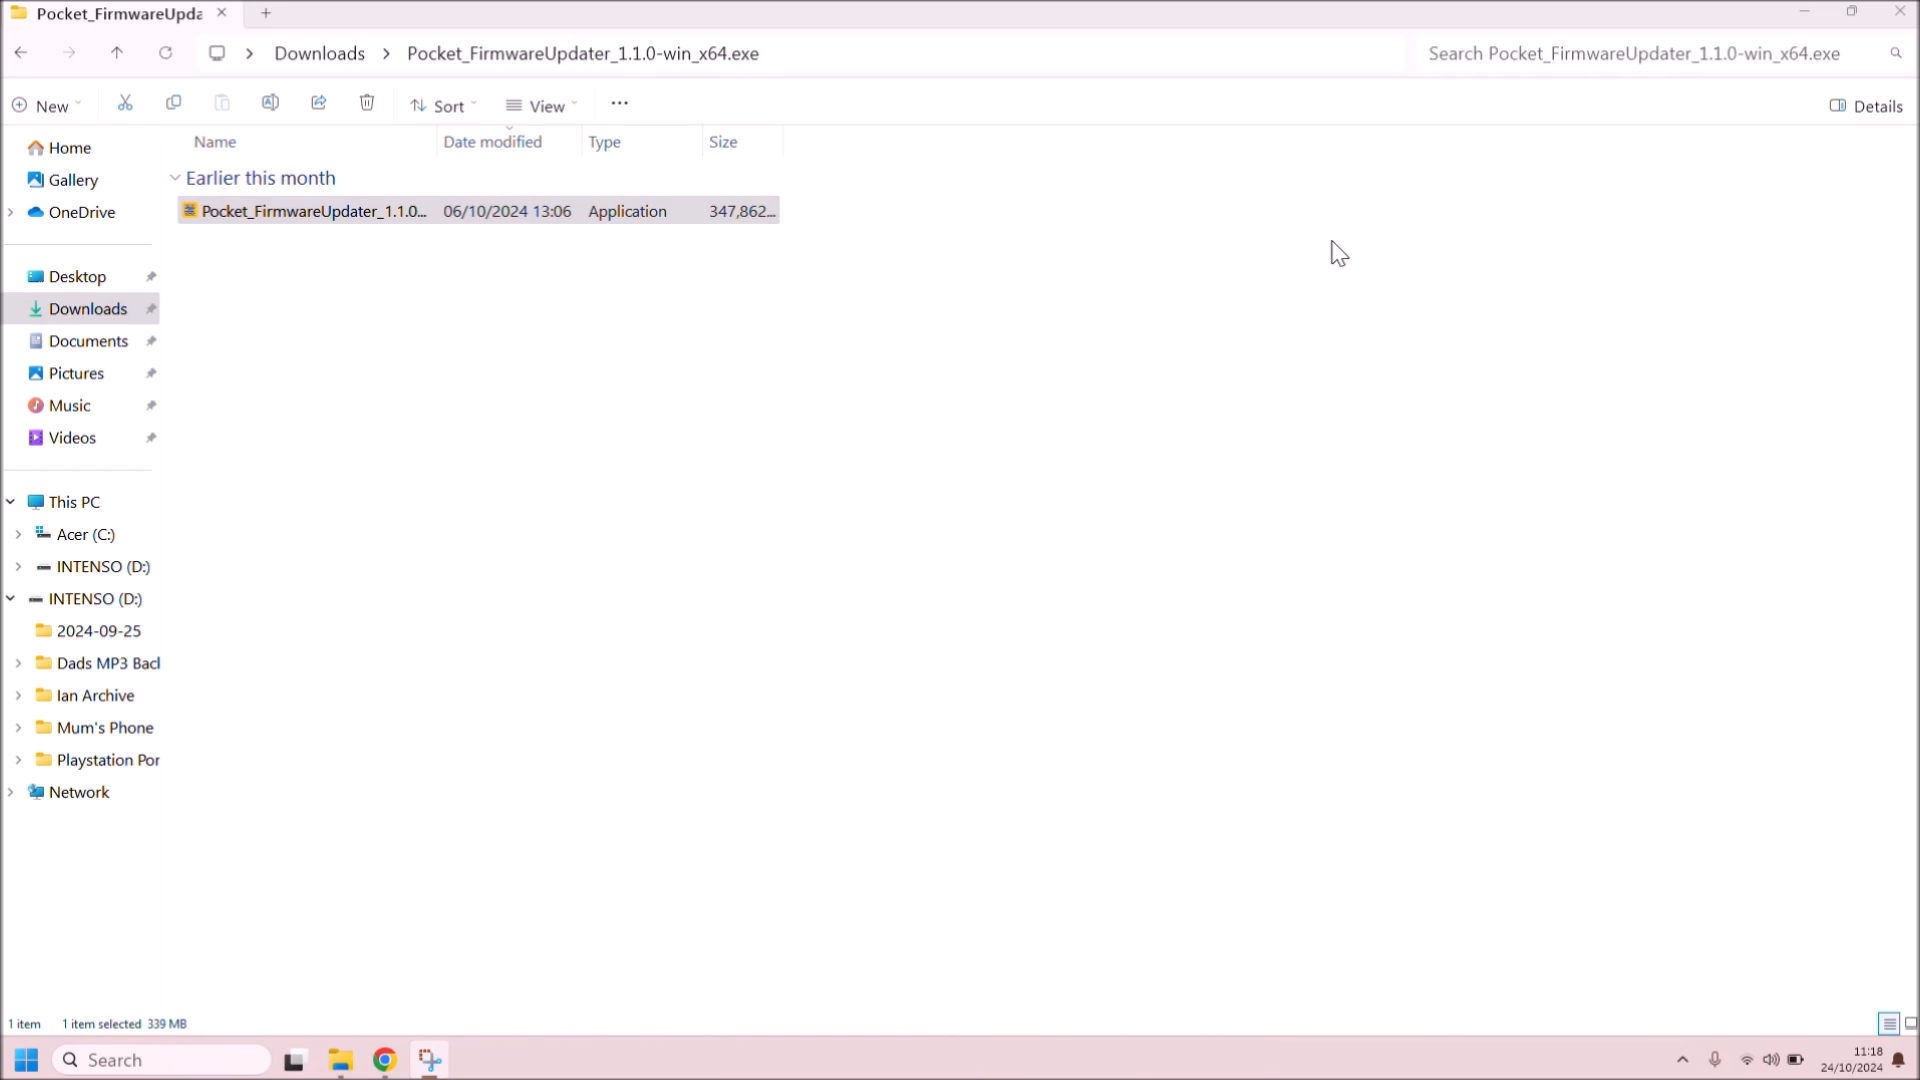 Pocket_FirmwareUpda
Downloads
Pocket_FirmwareUpdater_1.1.0-win_x64.exe
Search Pocket_FirmwareUpdater_1.1.0-win_x64.exe
New
Sort
View
Details
Name
Date modified
Type
Size
Earlier this month
Pocket_FirmwareUpdater_1.1.0...
06/10/2024 13:06
Application
347,862...
Home
Gallery
OneDrive
Desktop
Downloads
Documents
Pictures
Music
Videos
This PC
Acer (C:)
INTENSO (D:)
INTENSO (D:)
2024-09-25
Dads MP3 Bacl
Ian Archive
Mum's Phone
Playstation Por
Network
1 item
1 item selected 339 MB
Search
11:18
24/10/2024